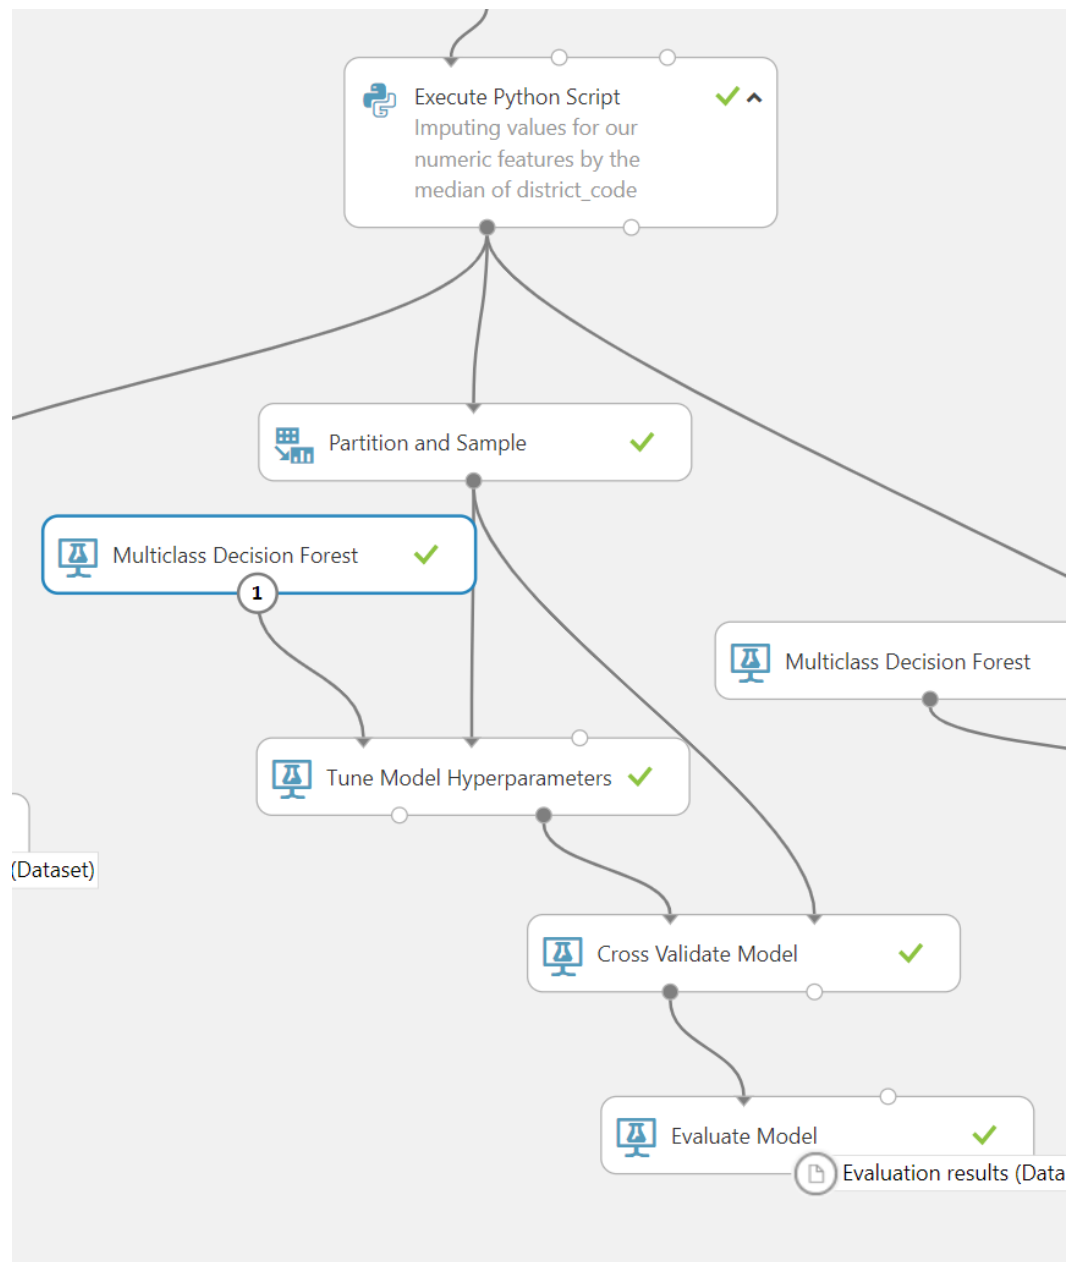 Execute Python Script
Imputing values for our
numeric features by the
median of district_code
Partition and Sample
Multiclass Decision Forest
1
Multiclass Decision Forest
Tune Model Hyperparameters
(Dataset)
Cross Validate Model
Evaluate Model
Evaluation results (Data